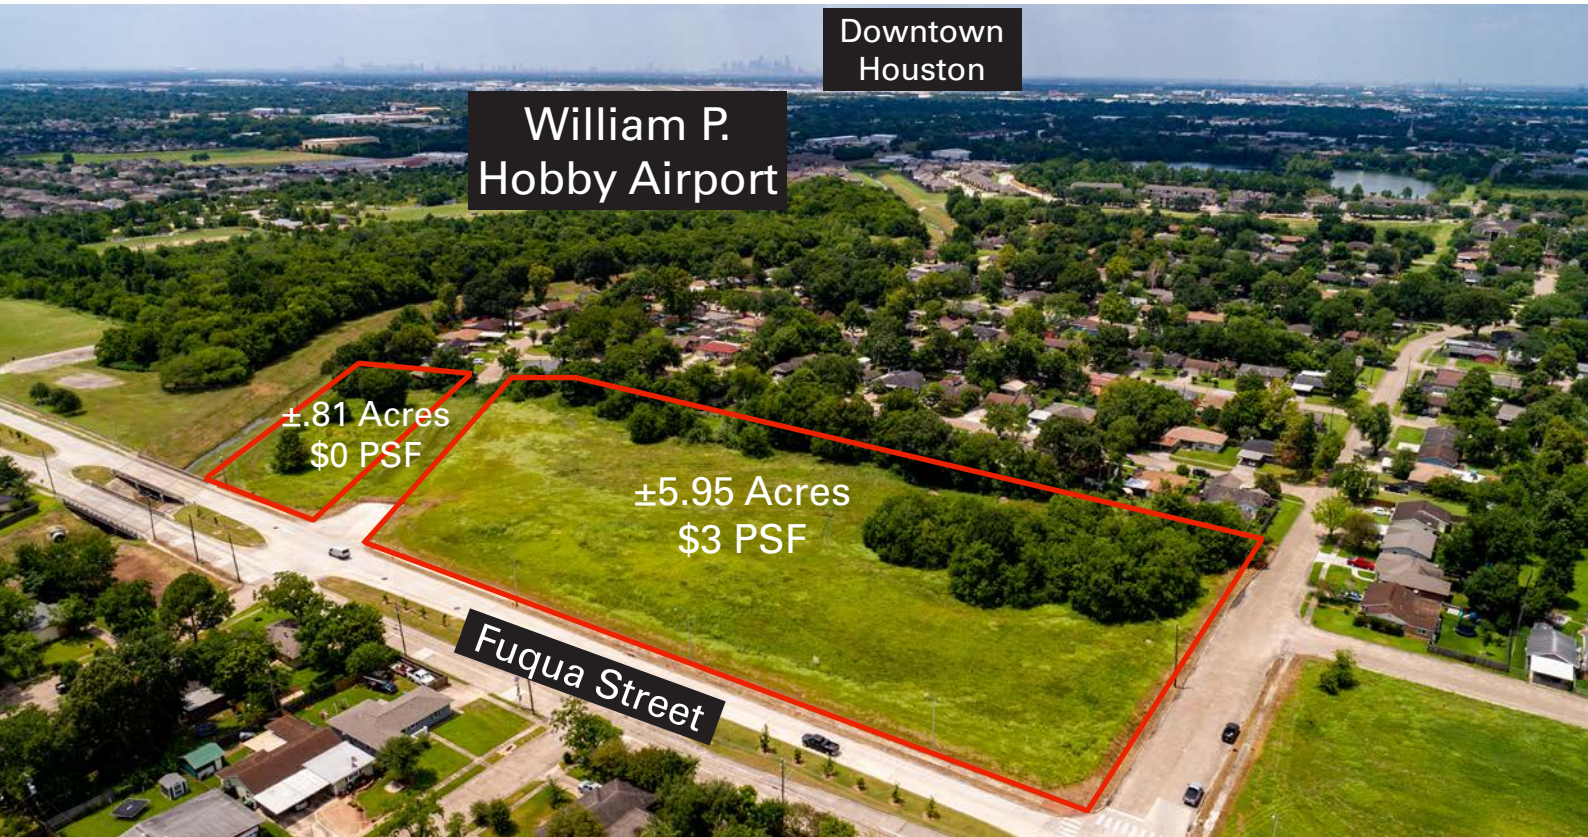 Downtown
Houston
William P.
Hobby Airport
±.81 Acres
$0 PSF
±5.95 Acres
$3 PSF
Fuqua Street